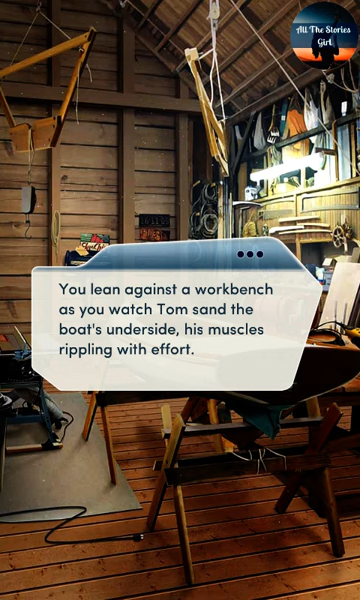 All The Stories
Girl
You lean against a workbench
as you watch Tom sand the
boat's underside, his muscles
rippling with effort.